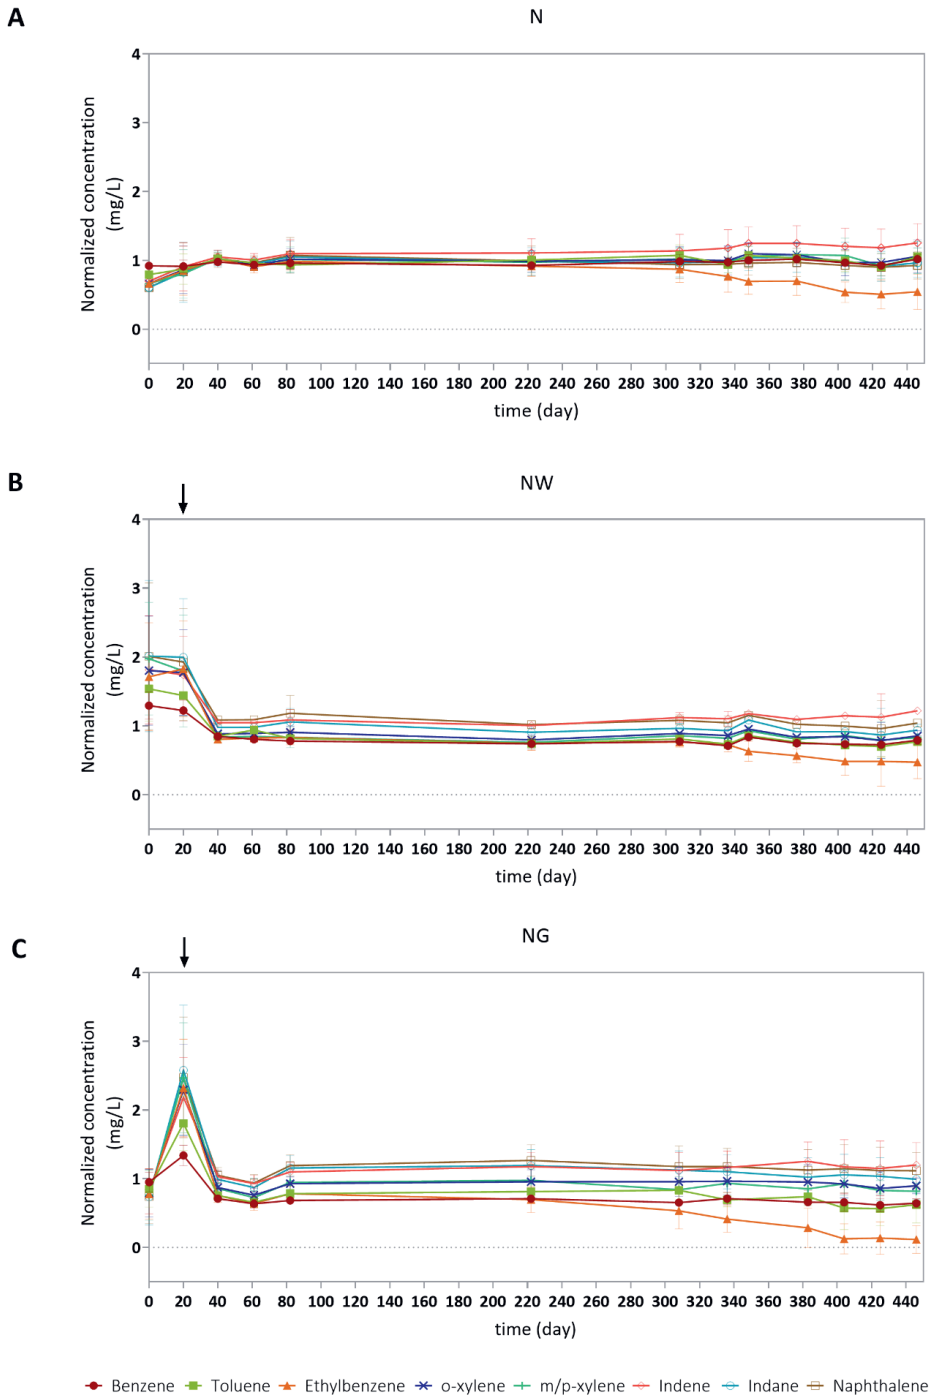 A
N
Normalized concentration
(mg/L)
4
3
2
1
0
0 20 40 60 80 100 120 140 160 180 200 220 240 260 280 300 320 340 360 380 400 420 440
time (day)
B
NW
Normalized concentration
(mg/L)
4
3
2
1
0
0 20 40 60 80 100 120 140 160 180 200 220 240 260 280 300 320 340 360 380 400 420 440
time (day)
C
NG
Normalized concentration
(mg/L)
4
3
2
1
0
0 20 40 60 80 100 120 140 160 180 200 220 240 260 280 300 320 340 360 380 400 420 440
time (day)
Benzene Toluene Ethylbenzene o-xylene m/p-xylene Indene Indane Naphthalene